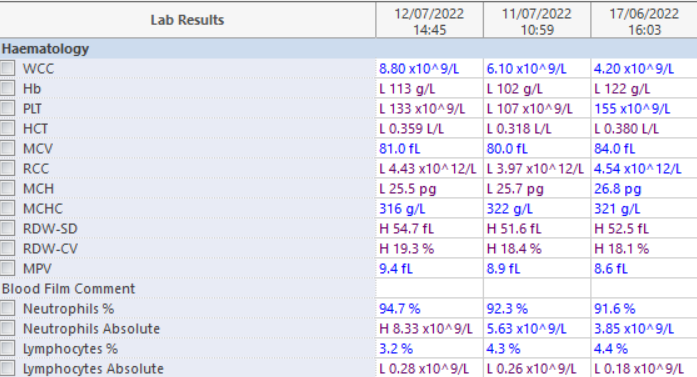 Lab Results 12/07/2022 14:45 11/07/2022 10:59 17/06/2022 16:03
Haematology
WCC 8.80 x10^9/L 6.10 x10^9/L 4.20 x10^9/L
Hb L 113 g/L L 102 g/L L 122 g/L
PLT L 133 x10^9/L L 107 x10^9/L 155 x10^9/L
HCT L 0.359 L/L L 0.318 L/L L 0.380 L/L
MCV 81.0 fL 80.0 fL 84.0 fL
RCC L 4.43 x10^12/L L 3.97 x10^12/L 4.54 x10^12/L
MCH L 25.5 pg L 25.7 pg 26.8 pg
MCHC 316 g/L 322 g/L 321 g/L
RDW-SD H 54.7 fL H 51.6 fL H 52.5 fL
RDW-CV H 19.3 % H 18.4 % H 18.1 %
MPV 9.4 fL 8.9 fL 8.6 fL
Blood Film Comment
Neutrophils % 94.7 % 92.3 % 91.6 %
Neutrophils Absolute H 8.33 x10^9/L 5.63 x10^9/L 3.85 x10^9/L
Lymphocytes % 3.2 % 4.3 % 4.4 %
Lymphocytes Absolute L 0.28 x10^9/L L 0.26 x10^9/L L 0.18 x10^9/L